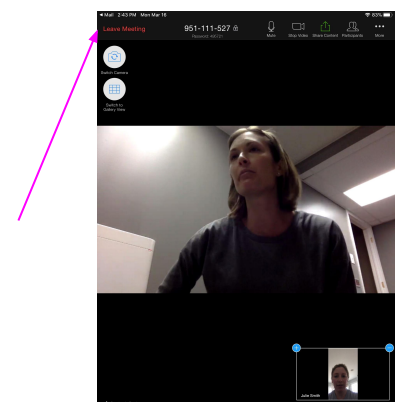 ◀ Mail 2:43 PM Mon Mar 16 83%
Leave Meeting
951-111-527
Mute
Stop Video
Share Content
Participants
More
Switch Camera
Switch to
Gallery View
Julie Smith